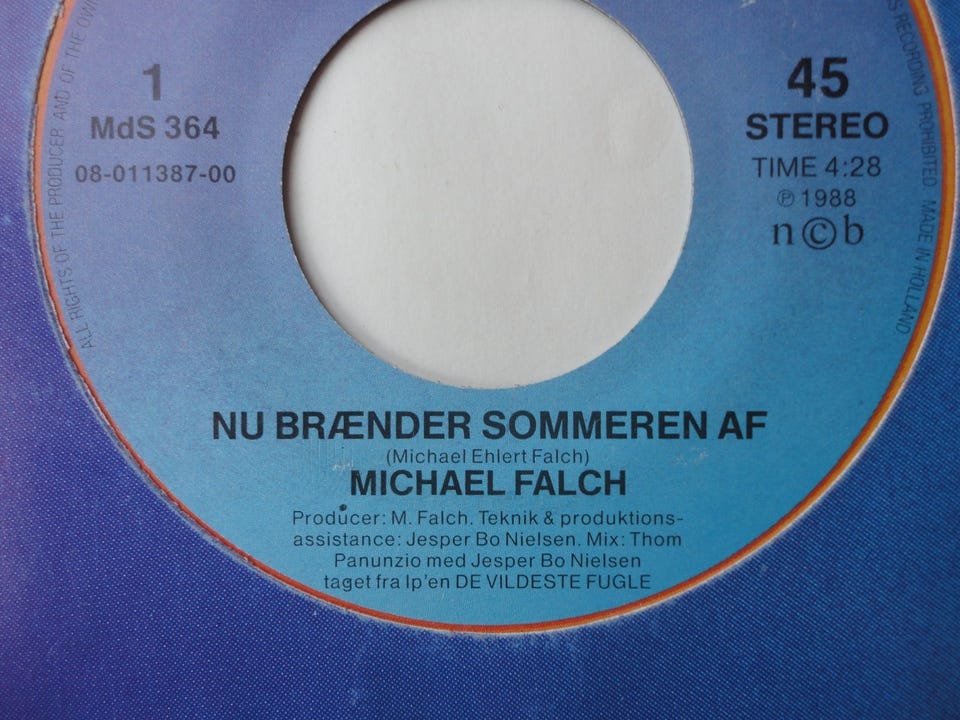 1
MdS 364
08-011387-00
45
STEREO
TIME 4:28
℗ 1988
n©b
ALL RIGHTS OF THE PRODUCER AND OF THE OWN
S RECORDING PROHIBITED. MADE IN HOLLAND
NU BRÆNDER SOMMEREN AF
(Michael Ehlert Falch)
MICHAEL FALCH
Producer: M. Falch. Teknik & produktions-
assistance: Jesper Bo Nielsen. Mix: Thom
Panunzio med Jesper Bo Nielsen
taget fra lp'en DE VILDESTE FUGLE